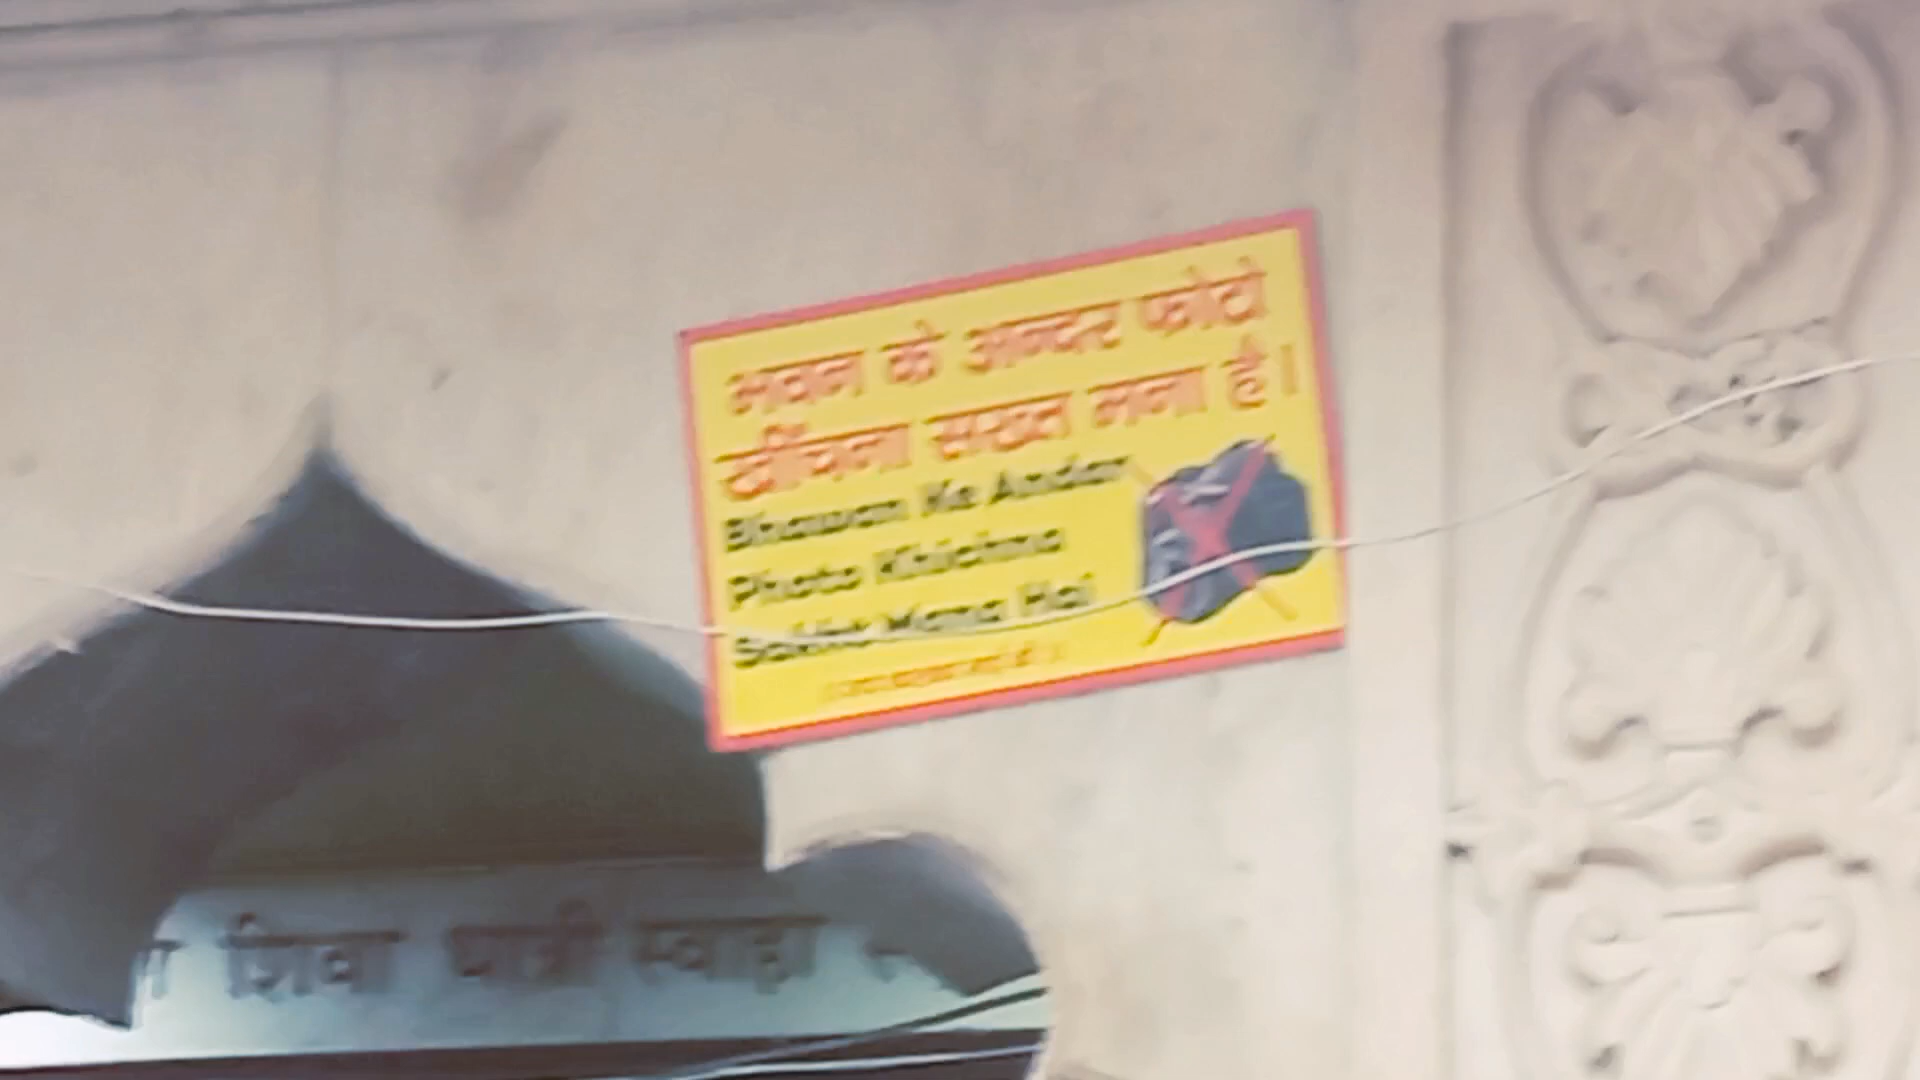 भवन के अन्दर फोटो
खींचना सख्त मना है।
Bhawan Ke Andar
Photo Khichna
Sakht Mana Hai
शिवा धात्री स्वाहा